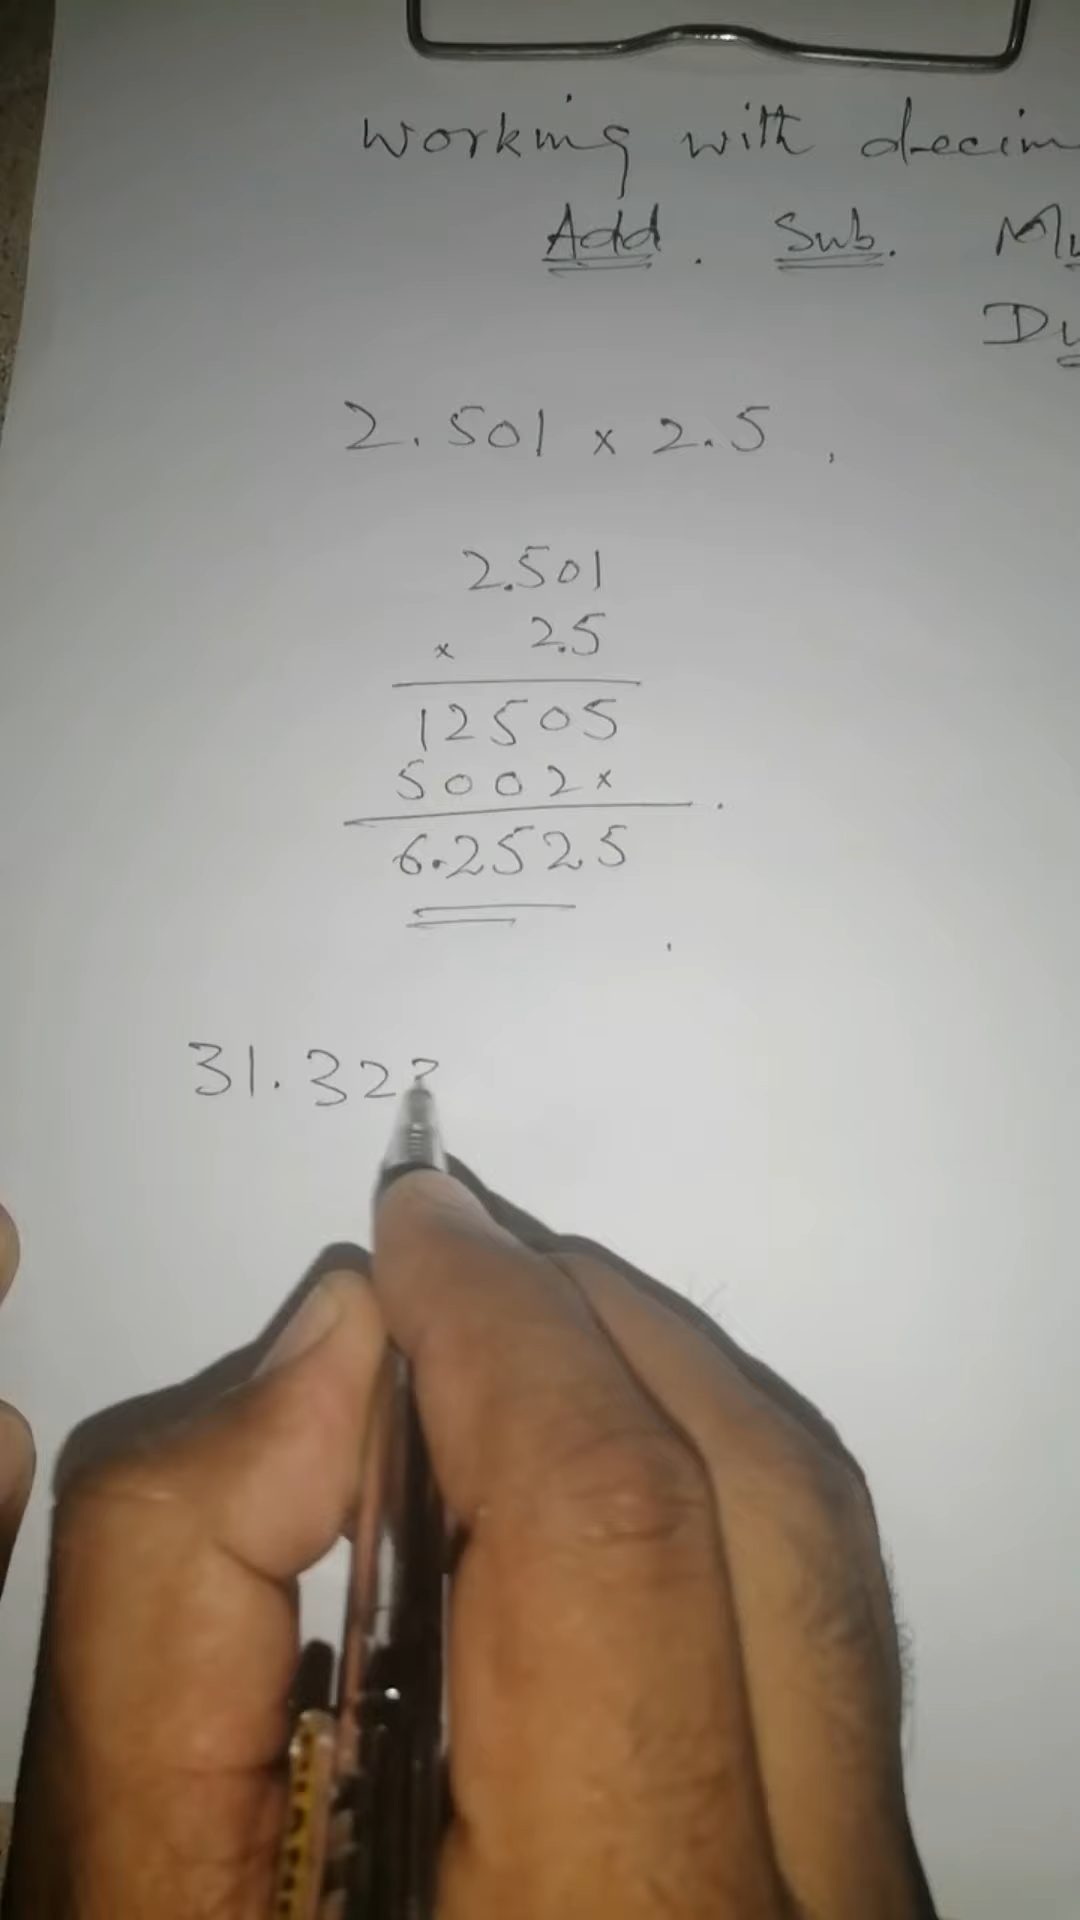 Working with decim
Add. Sub. Mu
Di
2.501 x 2.5
2.501
x 2.5
12505
5002x
6.2525
31.32